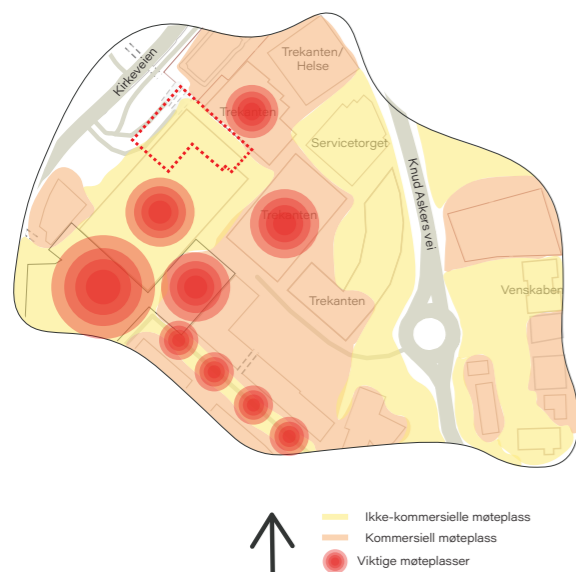 Trekanten/
Helse
Kirkeveien
Trekanten
Servicetorget
Knud Askers vei
Trekanten
Venskaben
Trekanten
Ikke-kommersielle møteplass
Kommersiell møteplass
Viktige møteplasser